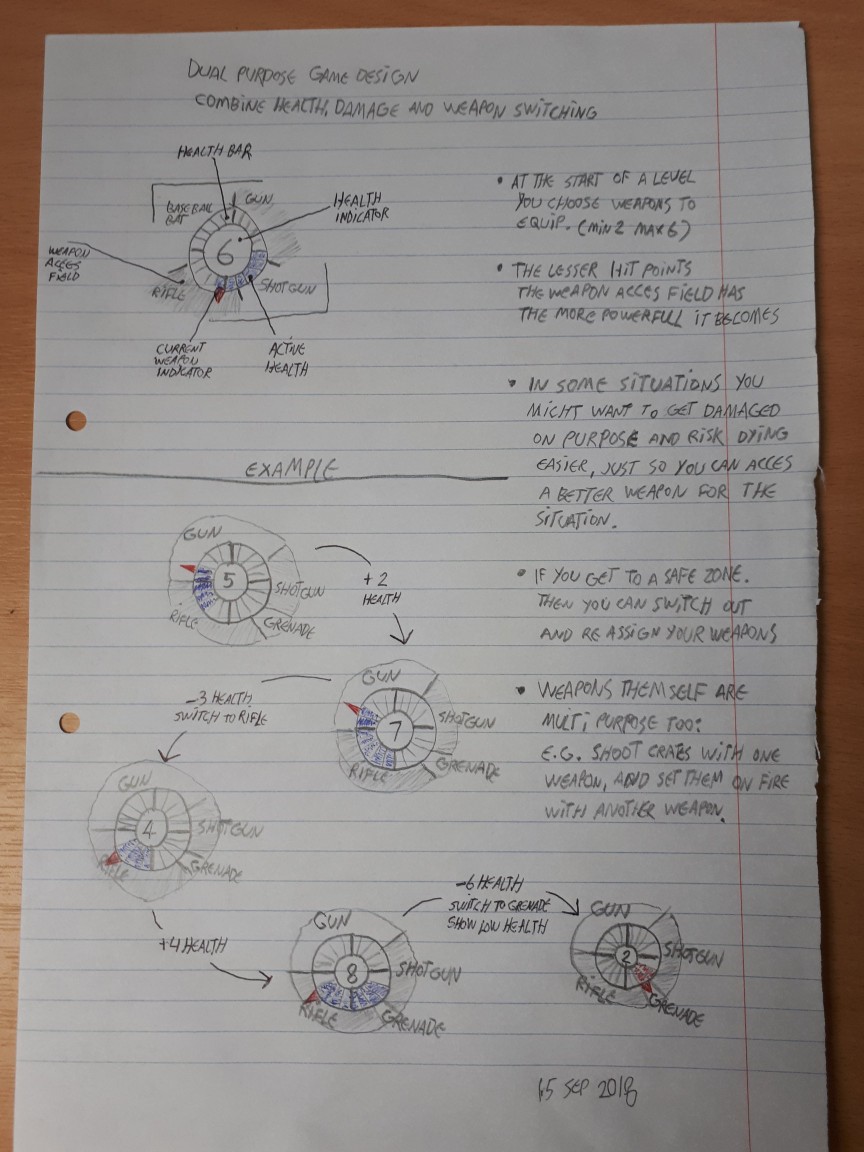 DUAL PURPOSE GAME DESIGN
COMBINE HEALTH, DAMAGE AND WEAPON SWITCHING
HEALTH BAR
GUN
BASEBALL
BAT
HEALTH
INDICATOR
6
WEAPON
ACCES
FIELD
RIFLE
SHOTGUN
CURRENT
WEAPON
INDICATOR
ACTIVE
HEALTH
• AT THE START OF A LEVEL
YOU CHOOSE WEAPONS TO
EQUIP. (MIN 2 MAX 6)
• THE LESSER HIT POINTS
THE WEAPON ACCES FIELD HAS
THE MORE POWERFULL IT BECOMES
• IN SOME SITUATIONS YOU
MIGHT WANT TO GET DAMAGED
ON PURPOSE AND RISK DYING
EASIER, JUST SO YOU CAN ACCES
A BETTER WEAPON FOR THE
SITUATION.
• IF YOU GET TO A SAFE ZONE.
THEN YOU CAN SWITCH OUT
AND RE ASSIGN YOUR WEAPONS
• WEAPONS THEMSELF ARE
MULTI PURPOSE TOO:
E.G. SHOOT CRATES WITH ONE
WEAPON, AND SET THEM ON FIRE
WITH ANOTHER WEAPON.
EXAMPLE
GUN
5
SHOTGUN
RIFLE
GRENADE
+2
HEALTH
GUN
7
SHOTGUN
RIFLE
GRENADE
-3 HEALTH
SWITCH TO RIFLE
GUN
4
SHOTGUN
RIFLE
GRENADE
+4 HEALTH
GUN
8
SHOTGUN
RIFLE
GRENADE
-6 HEALTH
SWITCH TO GRENADE
SHOW LOW HEALTH
GUN
2
SHOTGUN
RIFLE
GRENADE
15 SEP 2018